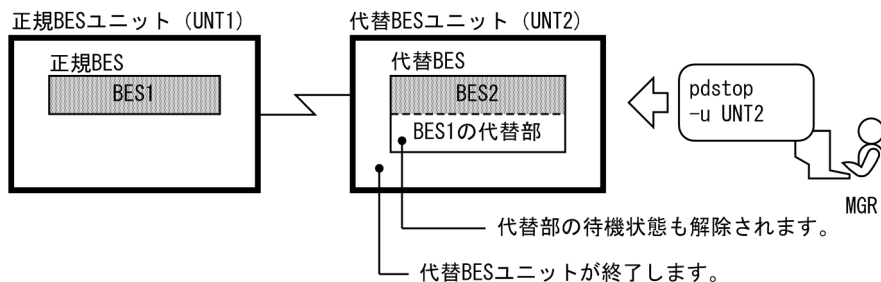 正規BESユニット（UNT1）
代替BESユニット（UNT2）
正規BES
BES1
代替BES
BES2
BES1の代替部
pdstop
-u UNT2
MGR
代替部の待機状態も解除されます。
代替BESユニットが終了します。